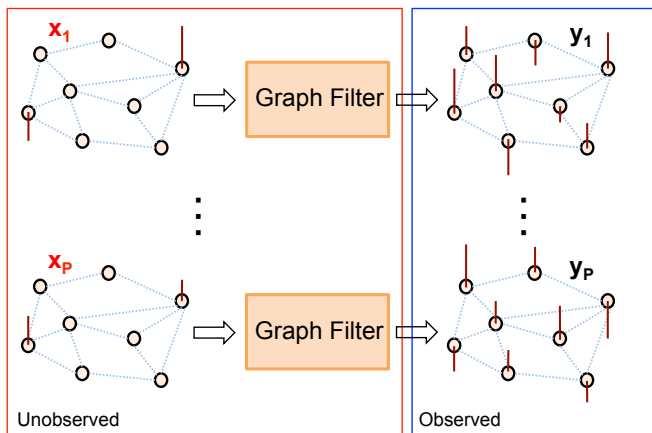 x1
y1
Graph Filter
xP
yP
Graph Filter
Unobserved
Observed